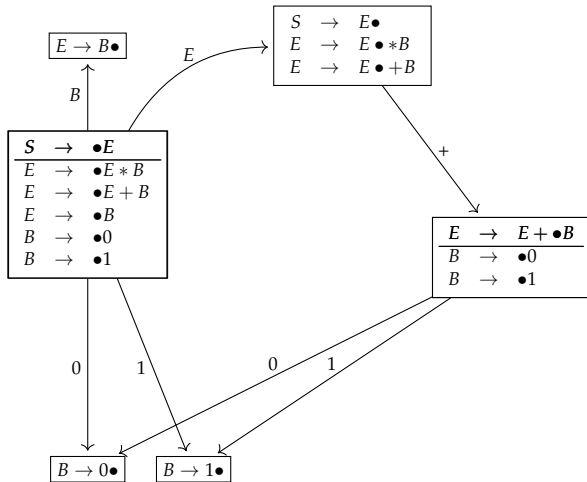 S → E●
E → E● ∗B
E → E● +B
E → B●
E
B
S → ●E
E → ●E ∗ B
E → ●E + B
E → ●B
B → ●0
B → ●1
+
E → E + ●B
B → ●0
B → ●1
0
1
0
1
B → 0●
B → 1●